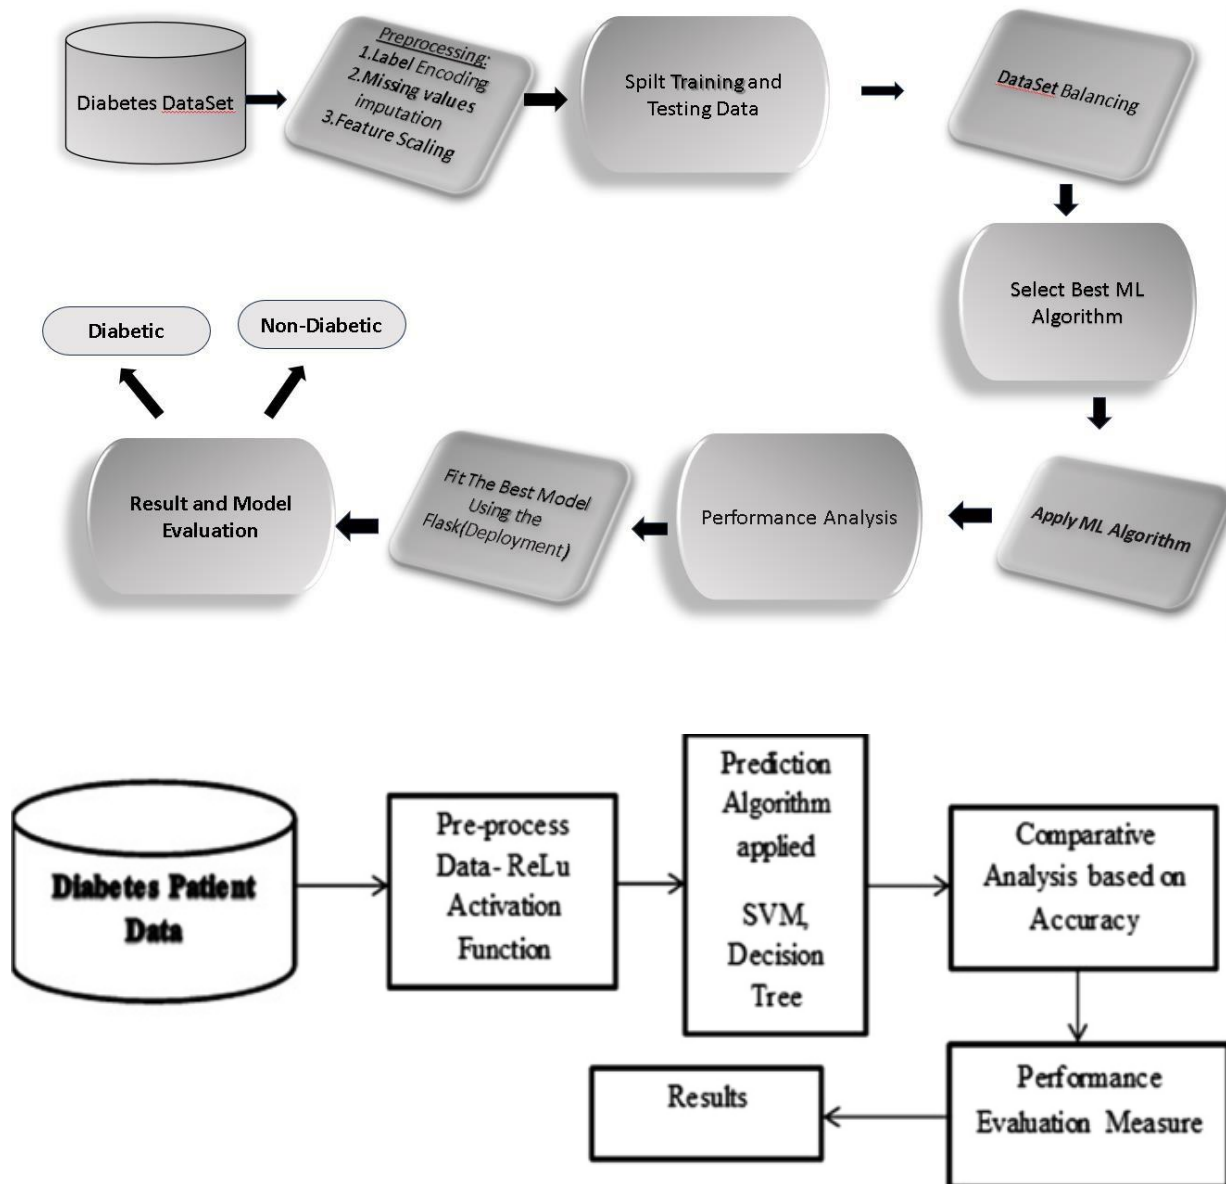 Diabetes DataSet
Preprocessing:
1.Label Encoding
2.Missing values
imputation
3.Feature Scaling
Spilt Training and
Testing Data
DataSet Balancing
Select Best ML
Algorithm
Apply ML Algorithm
Performance Analysis
Fit The Best Model
Using the
Flask(Deployment)
Result and Model
Evaluation
Diabetic
Non-Diabetic
Diabetes Patient
Data
Pre-process
Data- ReLu
Activation
Function
Prediction
Algorithm
applied
SVM,
Decision
Tree
Comparative
Analysis based on
Accuracy
Performance
Evaluation Measure
Results